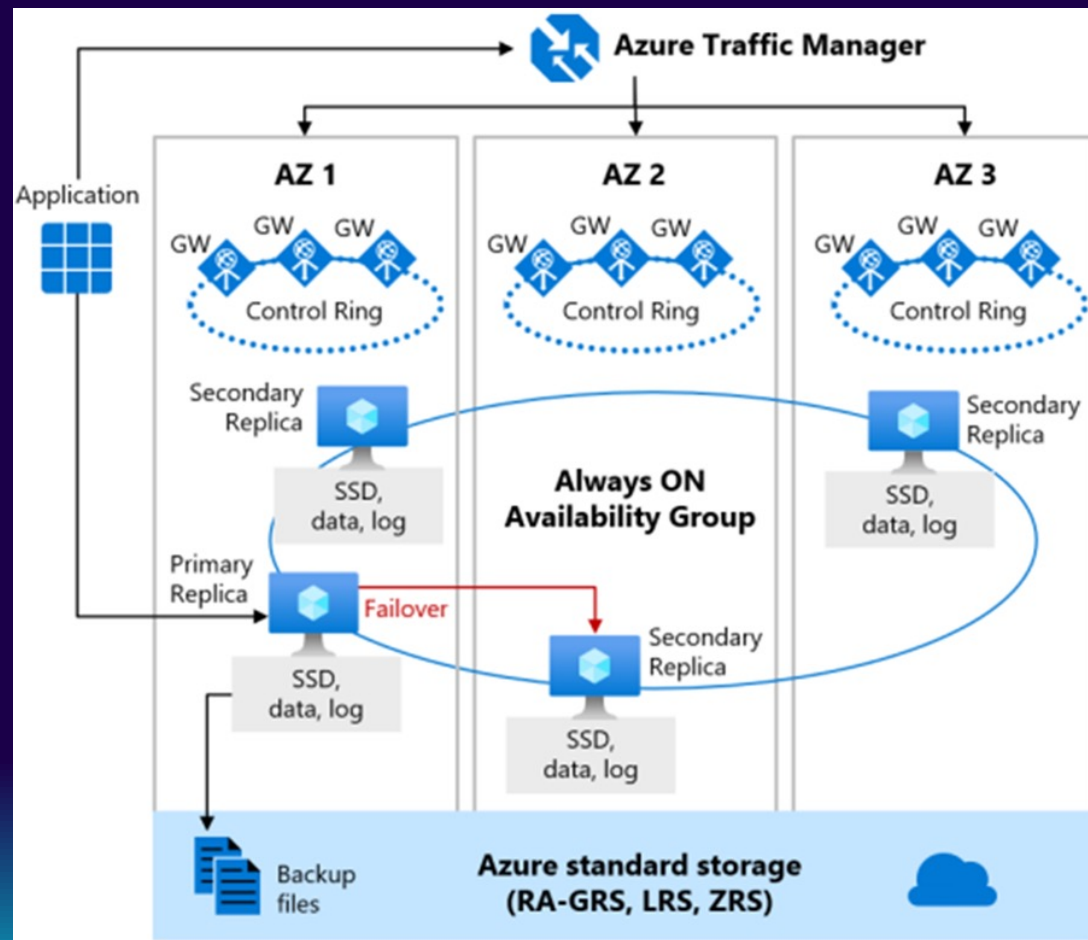 Azure Traffic Manager
Application
AZ 1
GW
GW
GW
Control Ring
AZ 2
GW
GW
GW
Control Ring
AZ 3
GW
GW
GW
Control Ring
Secondary
Replica
SSD,
data, log
Always ON
Availability Group
Secondary
Replica
SSD,
data, log
Primary
Replica
Failover
SSD,
data, log
Secondary
Replica
SSD,
data, log
Backup
files
Azure standard storage
(RA-GRS, LRS, ZRS)